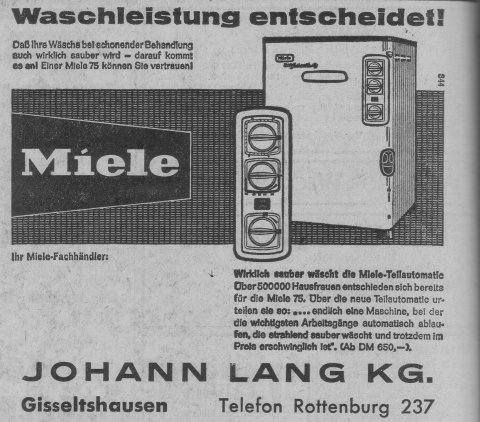 Waschleistung entscheidet!
Daß Ihre Wäsche bei schonender Behandlung
auch wirklich sauber wird – darauf kommt
es an! Einer Miele 75 können Sie vertrauen!
844
Miele
Ihr Miele-Fachhändler:
Wirklich sauber wäscht die Miele-Teilautomatic
Über 500000 Hausfrauen entschieden sich bereits
für die Miele 75. Über die neue Teilautomatic ur-
teilen sie so: „... endlich eine Maschine, bei der
die wichtigsten Arbeitsgänge automatisch ablau-
fen, die strahlend sauber wäscht und trotzdem im
Preis erschwinglich ist“. (Ab DM 650,—).
JOHANN LANG KG.
Gisseltshausen Telefon Rottenburg 237